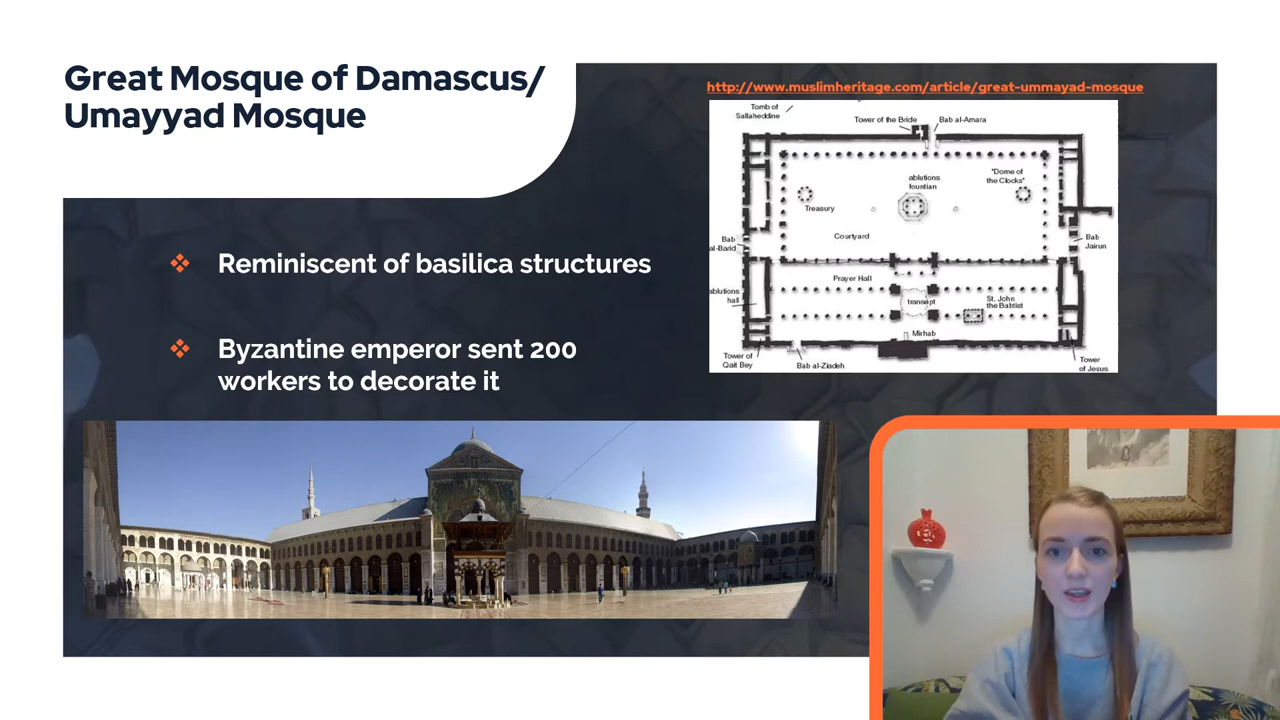 Great Mosque of Damascus/
Umayyad Mosque
http://www.muslimheritage.com/article/great-ummayad-mosque
Reminiscent of basilica structures
Byzantine emperor sent 200
workers to decorate it
Tomb of
Sallaheddine
Tower of the Bride
Bab al-Amara
ablutions
fountian
"Dome of
the Clocks"
Treasury
Courtyard
Bab
al-Barid
Bab
Jairun
Prayer Hall
ablutions
hall
transept
St. John
the Babtist
Mirhab
Tower of
Qait Bey
Bab al-Ziadeh
Tower
of Jesus